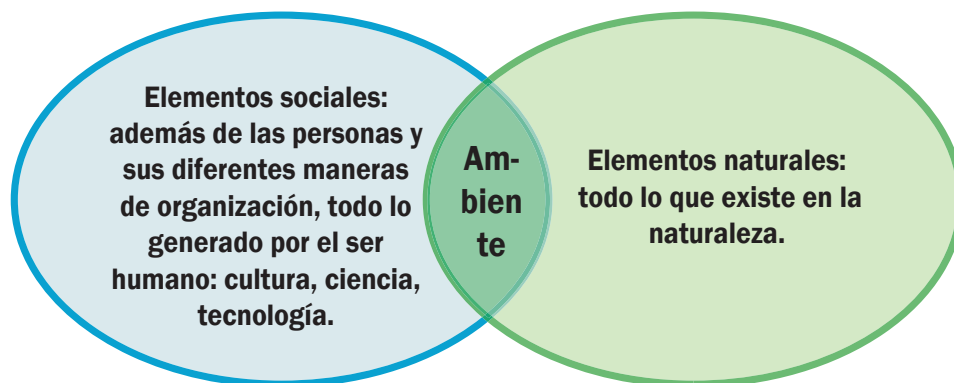 Elementos sociales:
además de las personas y
sus diferentes maneras
de organización, todo lo
generado por el ser
humano: cultura, ciencia,
tecnología.
Am-
bien
te
Elementos naturales:
todo lo que existe en la
naturaleza.